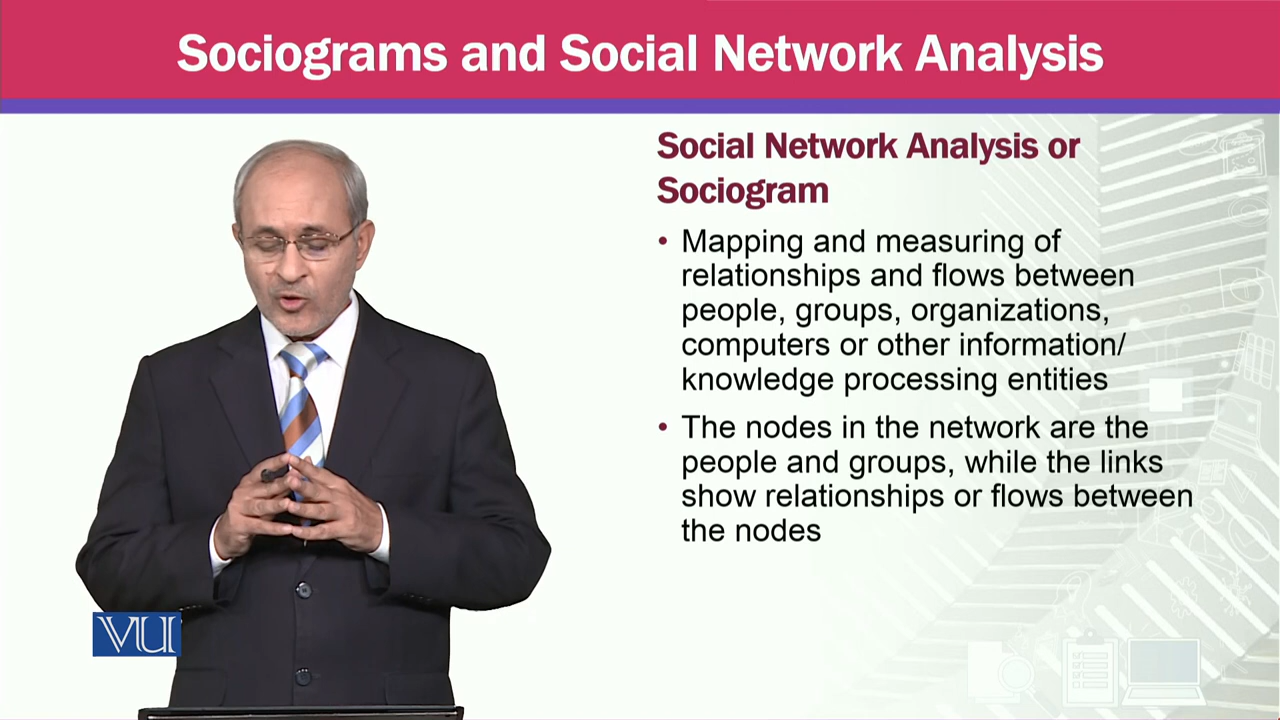 Sociograms and Social Network Analysis
Social Network Analysis or
Sociogram
• Mapping and measuring of
relationships and flows between
people, groups, organizations,
computers or other information/
knowledge processing entities
• The nodes in the network are the
people and groups, while the links
show relationships or flows between
the nodes
VU